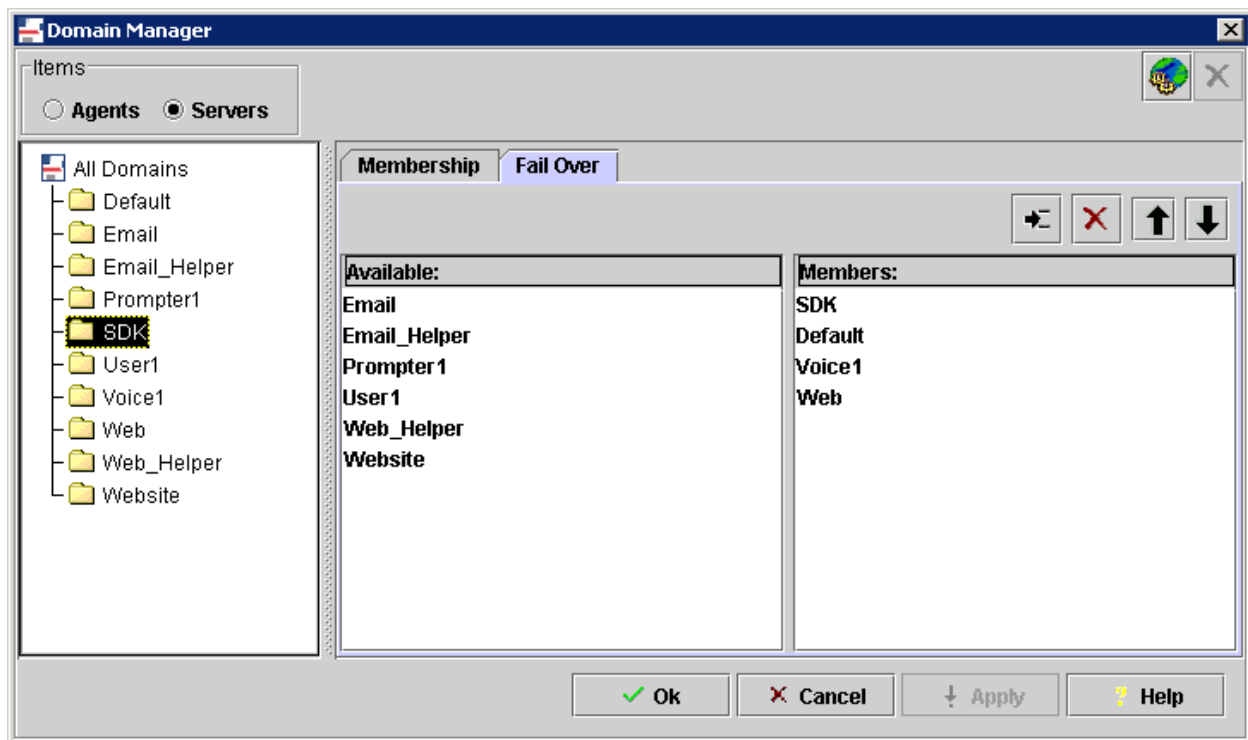 Domain Manager
Items
Agents Servers
All Domains
Default
Email
Email_Helper
Prompter1
SDK
User1
Voice1
Web
Web_Helper
Website
Membership Fail Over
Available:
Email
Email_Helper
Prompter1
User1
Web_Helper
Website
Members:
SDK
Default
Voice1
Web
Ok Cancel Apply ? Help